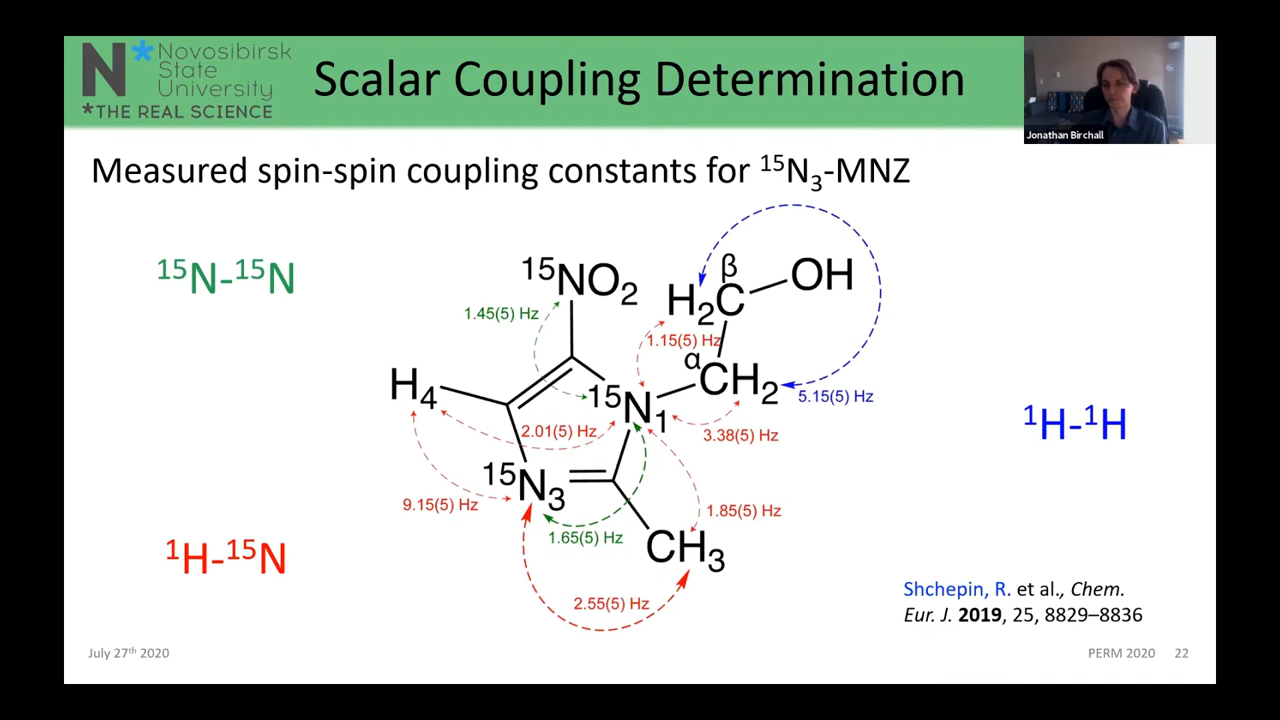 N*
Novosibirsk
State
University
*THE REAL SCIENCE
Scalar Coupling Determination
Jonathan Birchall
Measured spin-spin coupling constants for ¹⁵N₃-MNZ
¹⁵N-¹⁵N
¹⁵NO₂
β
OH
H₂C
1.45(5) Hz
1.15(5) Hz
α
CH₂
H₄
¹⁵N₁
5.15(5) Hz
¹H-¹H
2.01(5) Hz
3.38(5) Hz
¹⁵N₃
9.15(5) Hz
1.85(5) Hz
1.65(5) Hz
CH₃
¹H-¹⁵N
2.55(5) Hz
Shchepin, R. et al., Chem.
Eur. J. 2019, 25, 8829–8836
July 27ᵗʰ 2020
PERM 2020 22